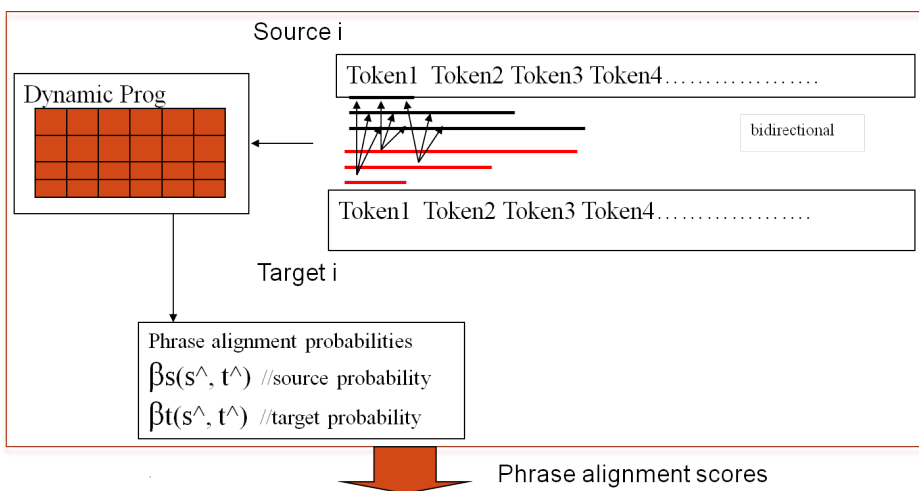 Source i
Token1 Token2 Token3 Token4……………….
Dynamic Prog
bidirectional
Token1 Token2 Token3 Token4……………….
Target i
Phrase alignment probabilities
βs(s^, t^) //source probability
βt(s^, t^) //target probability
Phrase alignment scores